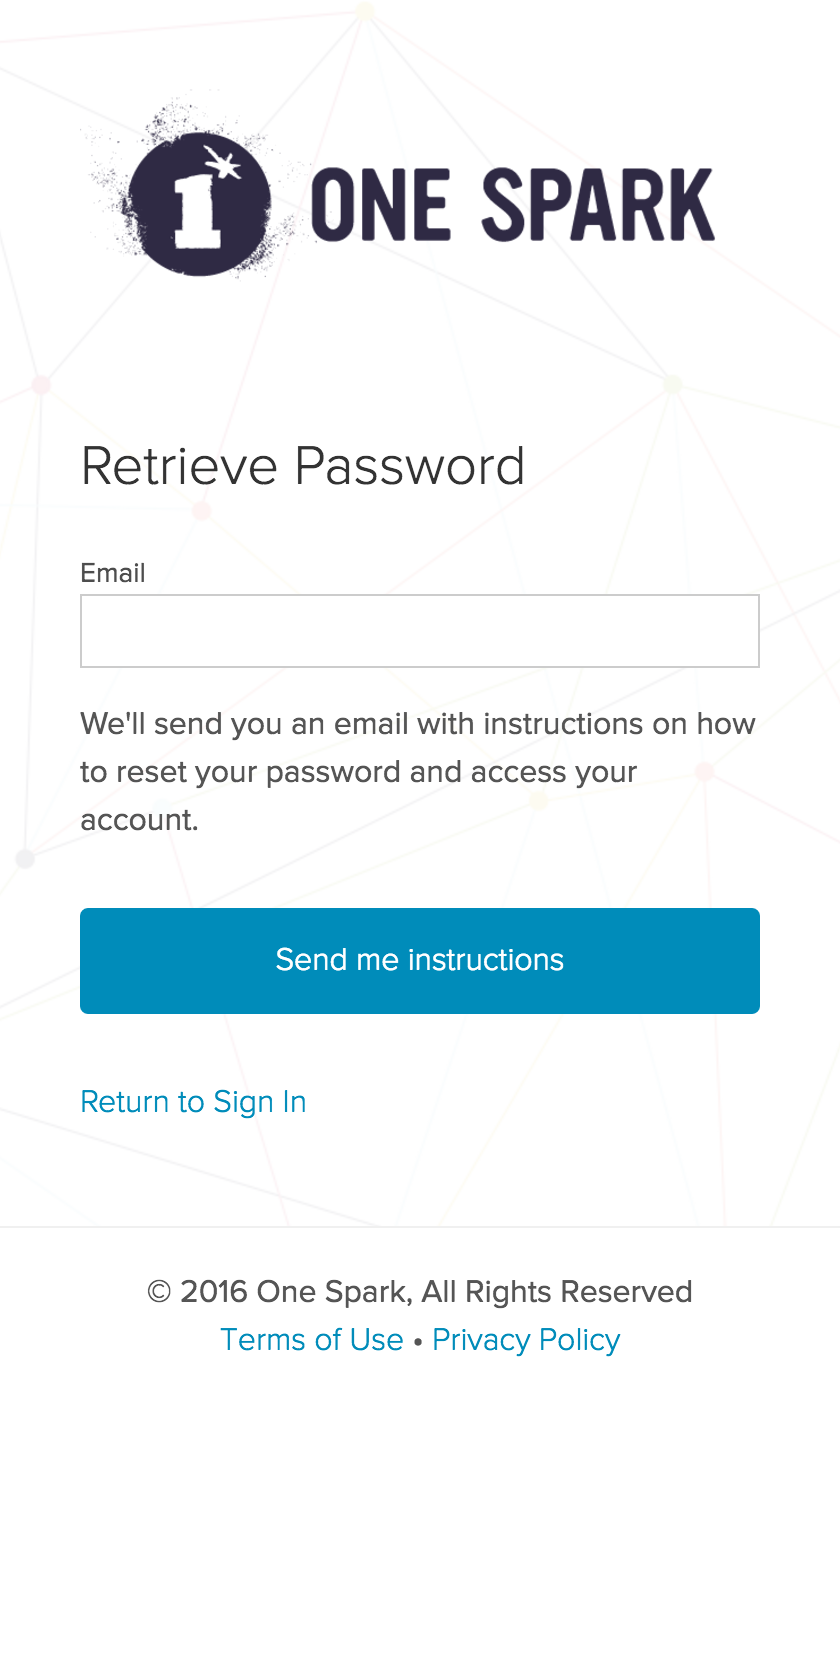 1 ONE SPARK
Retrieve Password
Email
We'll send you an email with instructions on how
to reset your password and access your
account.
Send me instructions
Return to Sign In
© 2016 One Spark, All Rights Reserved
Terms of Use • Privacy Policy